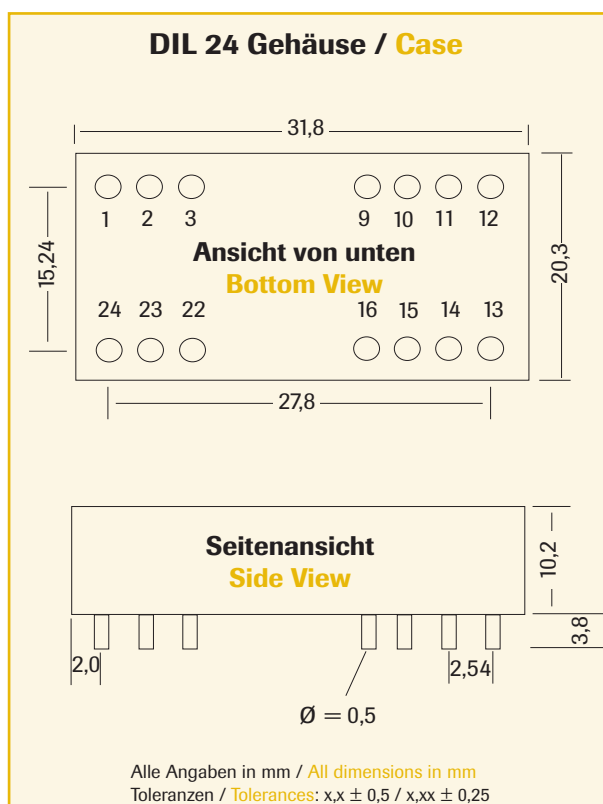 DIL 24 Gehäuse / Case
31,8
1 2 3 9 10 11 12
15,24
Ansicht von unten
Bottom View
20,3
24 23 22 16 15 14 13
27,8
Seitenansicht
Side View
10,2
3,8
2,0
2,54
Ø = 0,5
Alle Angaben in mm / All dimensions in mm
Toleranzen / Tolerances: x,x ± 0,5 / x,xx ± 0,25